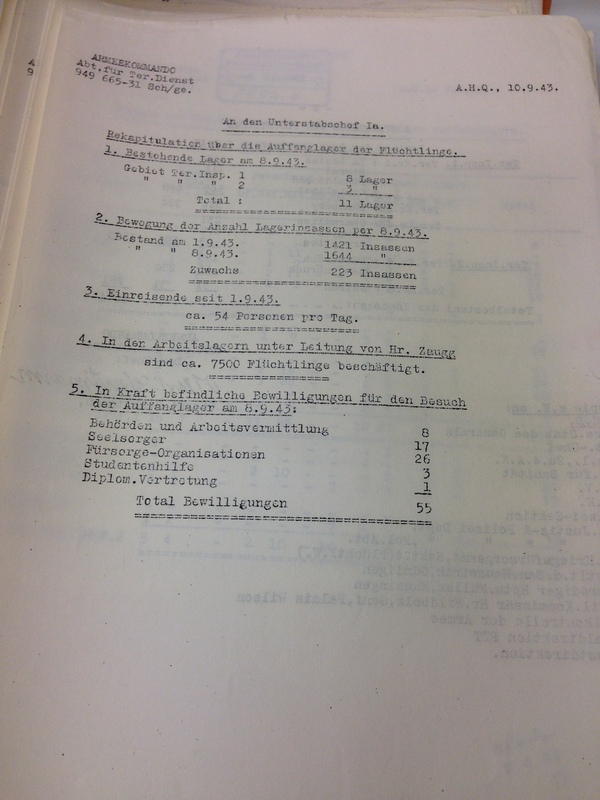 ARMEEKOMMANDO
Abt.für Ter.Dienst
949 665-31 Sch/ge.
A.H.Q., 10.9.43.
An den Unterstabschef Ia.
Rekapitulation über die Auffanglager der Flüchtlinge.
1. Bestehende Lager am 8.9.43.
Gebiet Ter.Insp. 1 8 Lager
" " " 2 3 "
Total : 11 Lager
2. Bewegung der Anzahl Lagerinsassen per 8.9.43.
Bestand am 1.9.43. 1421 Insassen
" " 8.9.43. 1644 "
Zuwachs 223 Insassen
3. Einreisende seit 1.9.43.
ca. 54 Personen pro Tag.
4. In den Arbeitslagern unter Leitung von Hr. Zaugg
sind ca. 7500 Flüchtlinge beschäftigt.
5. In Kraft befindliche Bewilligungen für den Besuch
der Auffanglager am 8.9.43:
Behörden und Arbeitsvermittlung 8
Seelsorger 17
Fürsorge-Organisationen 26
Studentenhilfe 3
Diplom.Vertretung 1
Total Bewilligungen 55